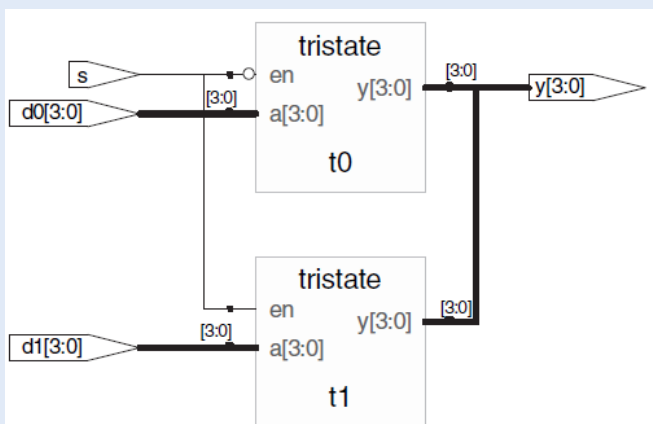 tristate
s
en
[3:0]
y[3:0]
[3:0]
y[3:0]
d0[3:0]
a[3:0]
t0
tristate
en
[3:0]
y[3:0]
[3:0]
d1[3:0]
a[3:0]
t1